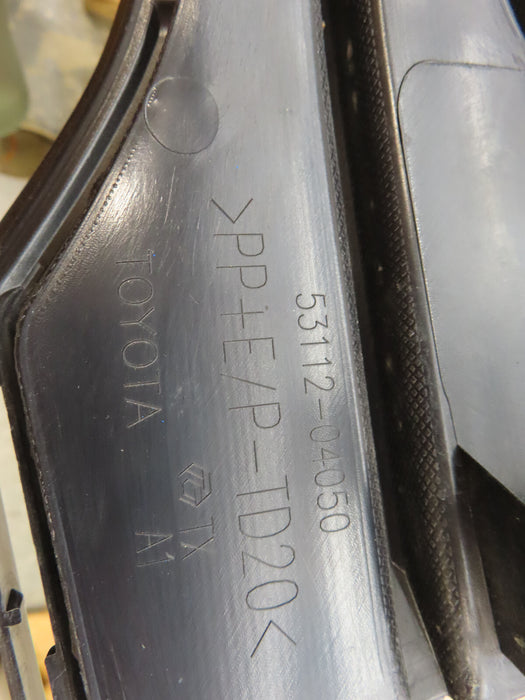 53112-04050
>PP+E/P-TD20<
TOYOTA TX A1